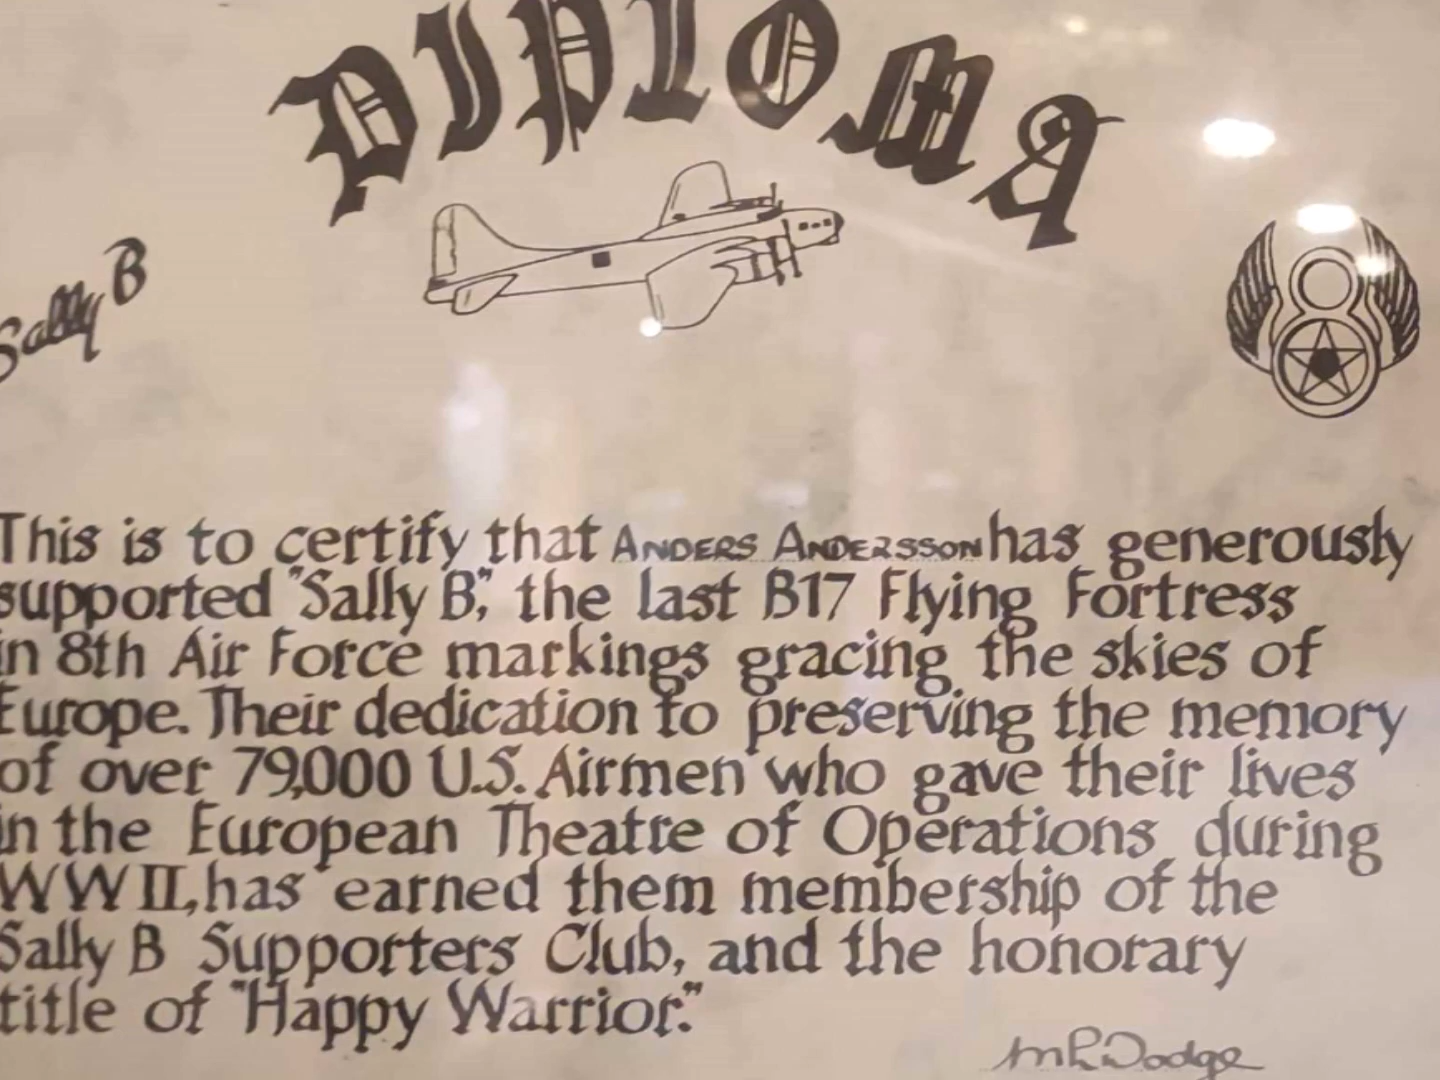 DIPLOMA
Sally B
8
This is to certify that ANDERS ANDERSSON has generously
supported "Sally B", the last B17 Flying Fortress
in 8th Air Force markings gracing the skies of
Europe. Their dedication to preserving the memory
of over 79,000 U.S. Airmen who gave their lives
in the European Theatre of Operations during
WWII, has earned them membership of the
Sally B Supporters Club, and the honorary
title of "Happy Warrior."